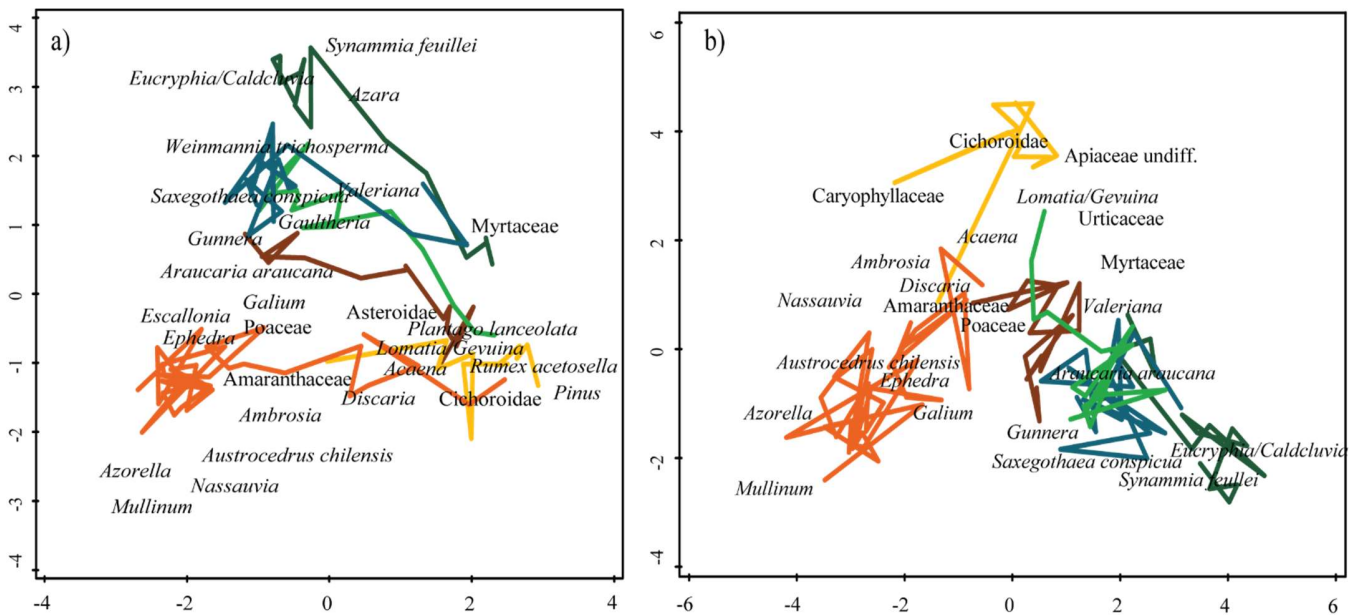 a)
4
3
2
1
0
-1
-2
-3
-4
Synammia feuillei
Eucryphia/Caldcluvia
Azara
Weinmannia trichosperma
Saxegothaea conspicua
Valeriana
Gaultheria
Myrtaceae
Gunnera
Araucaria araucana
Galium
Escallonia
Asteroidae
Poaceae
Plantago lanceolata
Ephedra
Lomatia/Gevuina
Rumex acetosella
Acaena
Amaranthaceae
Pinus
Discaria
Cichoroidae
Ambrosia
Austrocedrus chilensis
Azorella
Nassauvia
Mullinum
-4
-2
0
2
4
b)
6
4
2
0
-2
-4
Cichoroidae
Apiaceae undiff.
Caryophyllaceae
Lomatia/Gevuina
Urticaceae
Acaena
Ambrosia
Myrtaceae
Discaria
Nassauvia
Amaranthaceae
Valeriana
Poaceae
Austrocedrus chilensis
Araucaria araucana
Ephedra
Azorella
Galium
Gunnera
Eucryphia/Caldcluvia
Saxegothaea conspicua
Synammia feullei
Mullinum
-6
-4
-2
0
2
4
6